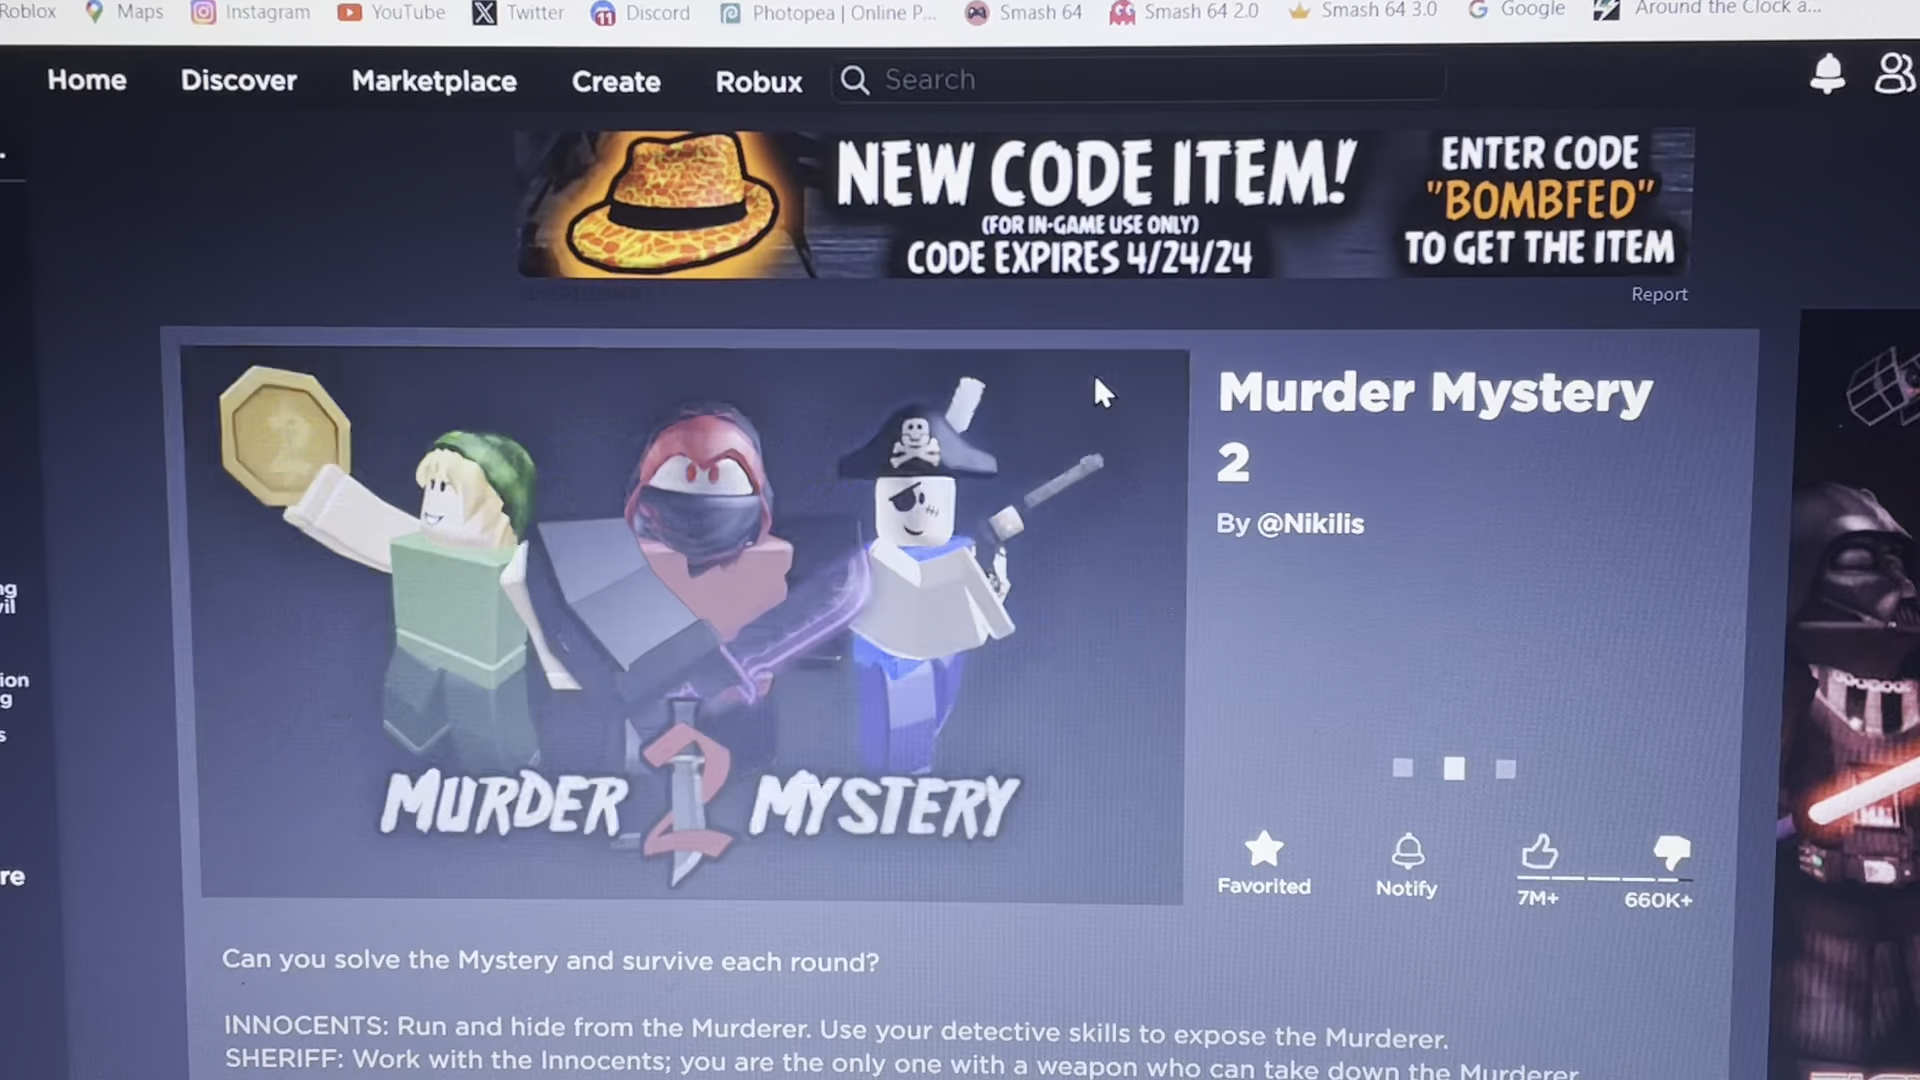 Roblox Maps Instagram YouTube Twitter 11 Discord Photopea | Online P... Smash 64 Smash 64 2.0 Smash 64 3.0 Google Around the Clock a...
Home Discover Marketplace Create Robux Search
NEW CODE ITEM!
(FOR IN-GAME USE ONLY)
CODE EXPIRES 4/24/24
ENTER CODE
"BOMBFED"
TO GET THE ITEM
ADVERTISEMENT
Report
Murder Mystery
2
By @Nikilis
MURDER 2 MYSTERY
Favorited
Notify
7M+
660K+
Can you solve the Mystery and survive each round?
INNOCENTS: Run and hide from the Murderer. Use your detective skills to expose the Murderer.
SHERIFF: Work with the Innocents; you are the only one with a weapon who can take down the Murderer